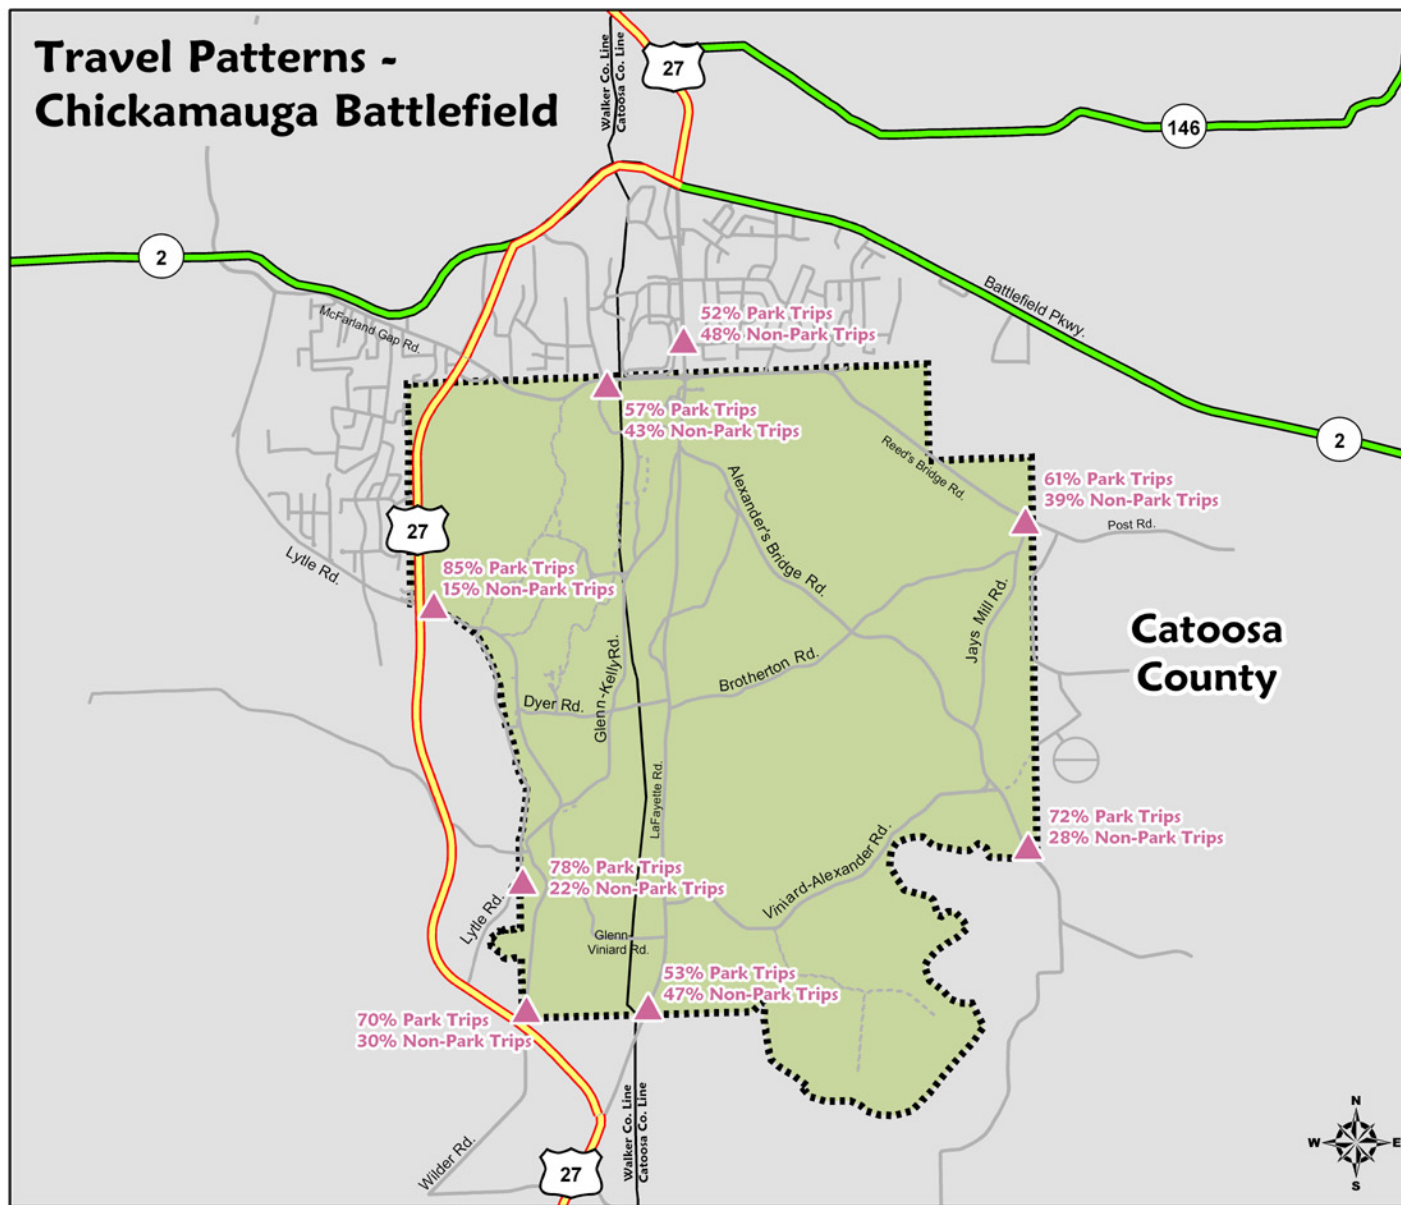 Travel Patterns -
Chickamauga Battlefield
Walker Co. Line
Catoosa Co. Line
27
146
2
McFarland Gap Rd.
Battlefield Pkwy.
52% Park Trips
48% Non-Park Trips
57% Park Trips
43% Non-Park Trips
2
Reed's Bridge Rd.
Alexander's Bridge Rd.
61% Park Trips
39% Non-Park Trips
Post Rd.
27
Lytle Rd.
85% Park Trips
15% Non-Park Trips
Jays Mill Rd.
Catoosa
County
Glenn-Kelly Rd.
Brotherton Rd.
Dyer Rd.
LaFayette Rd.
72% Park Trips
28% Non-Park Trips
Viniard-Alexander Rd.
78% Park Trips
22% Non-Park Trips
Lytle Rd.
Glenn-
Viniard Rd.
53% Park Trips
47% Non-Park Trips
70% Park Trips
30% Non-Park Trips
Walker Co. Line
Catoosa Co. Line
Wilder Rd.
27
N
W
E
S